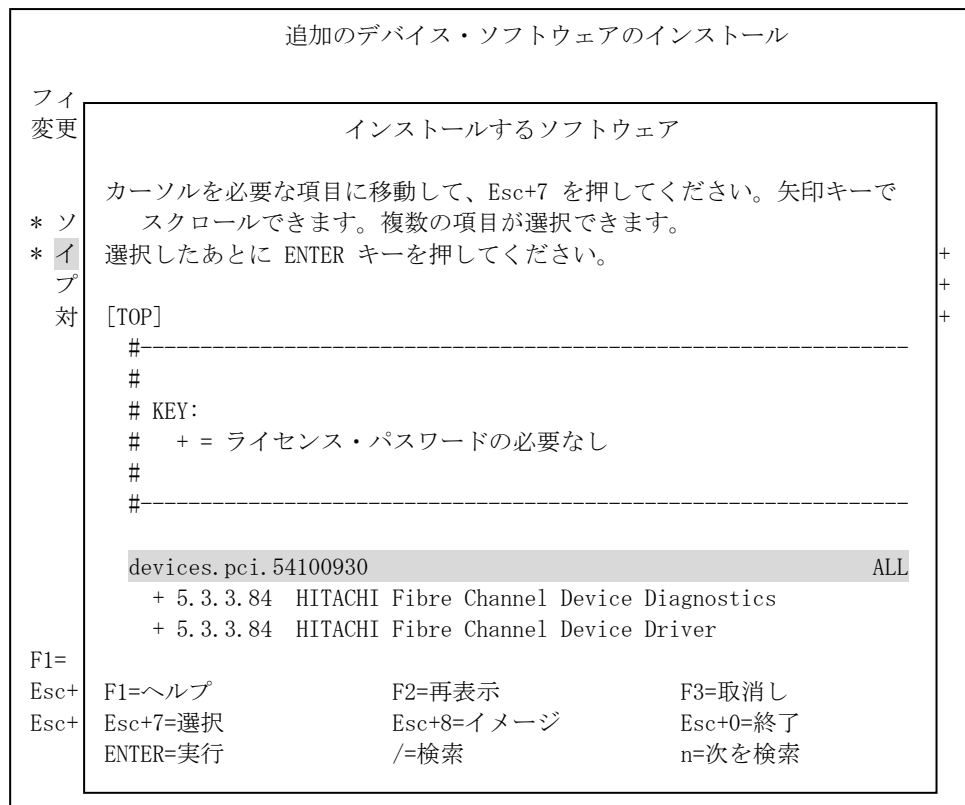 追加のデバイス・ソフトウェアのインストール
フィ
変更
インストールするソフトウェア
カーソルを必要な項目に移動して、Esc+7 を押してください。矢印キーで
* ソ スクロールできます。複数の項目が選択できます。
* イ 選択したあとに ENTER キーを押してください。 +
プ +
対 [TOP] +
#----------------------------------------------------------------
#
# KEY:
# + = ライセンス・パスワードの必要なし
#
#----------------------------------------------------------------
devices.pci.54100930 ALL
+ 5.3.3.84 HITACHI Fibre Channel Device Diagnostics
+ 5.3.3.84 HITACHI Fibre Channel Device Driver
F1=
Esc+ F1=ヘルプ F2=再表示 F3=取消し
Esc+ Esc+7=選択 Esc+8=イメージ Esc+0=終了
ENTER=実行 /=検索 n=次を検索